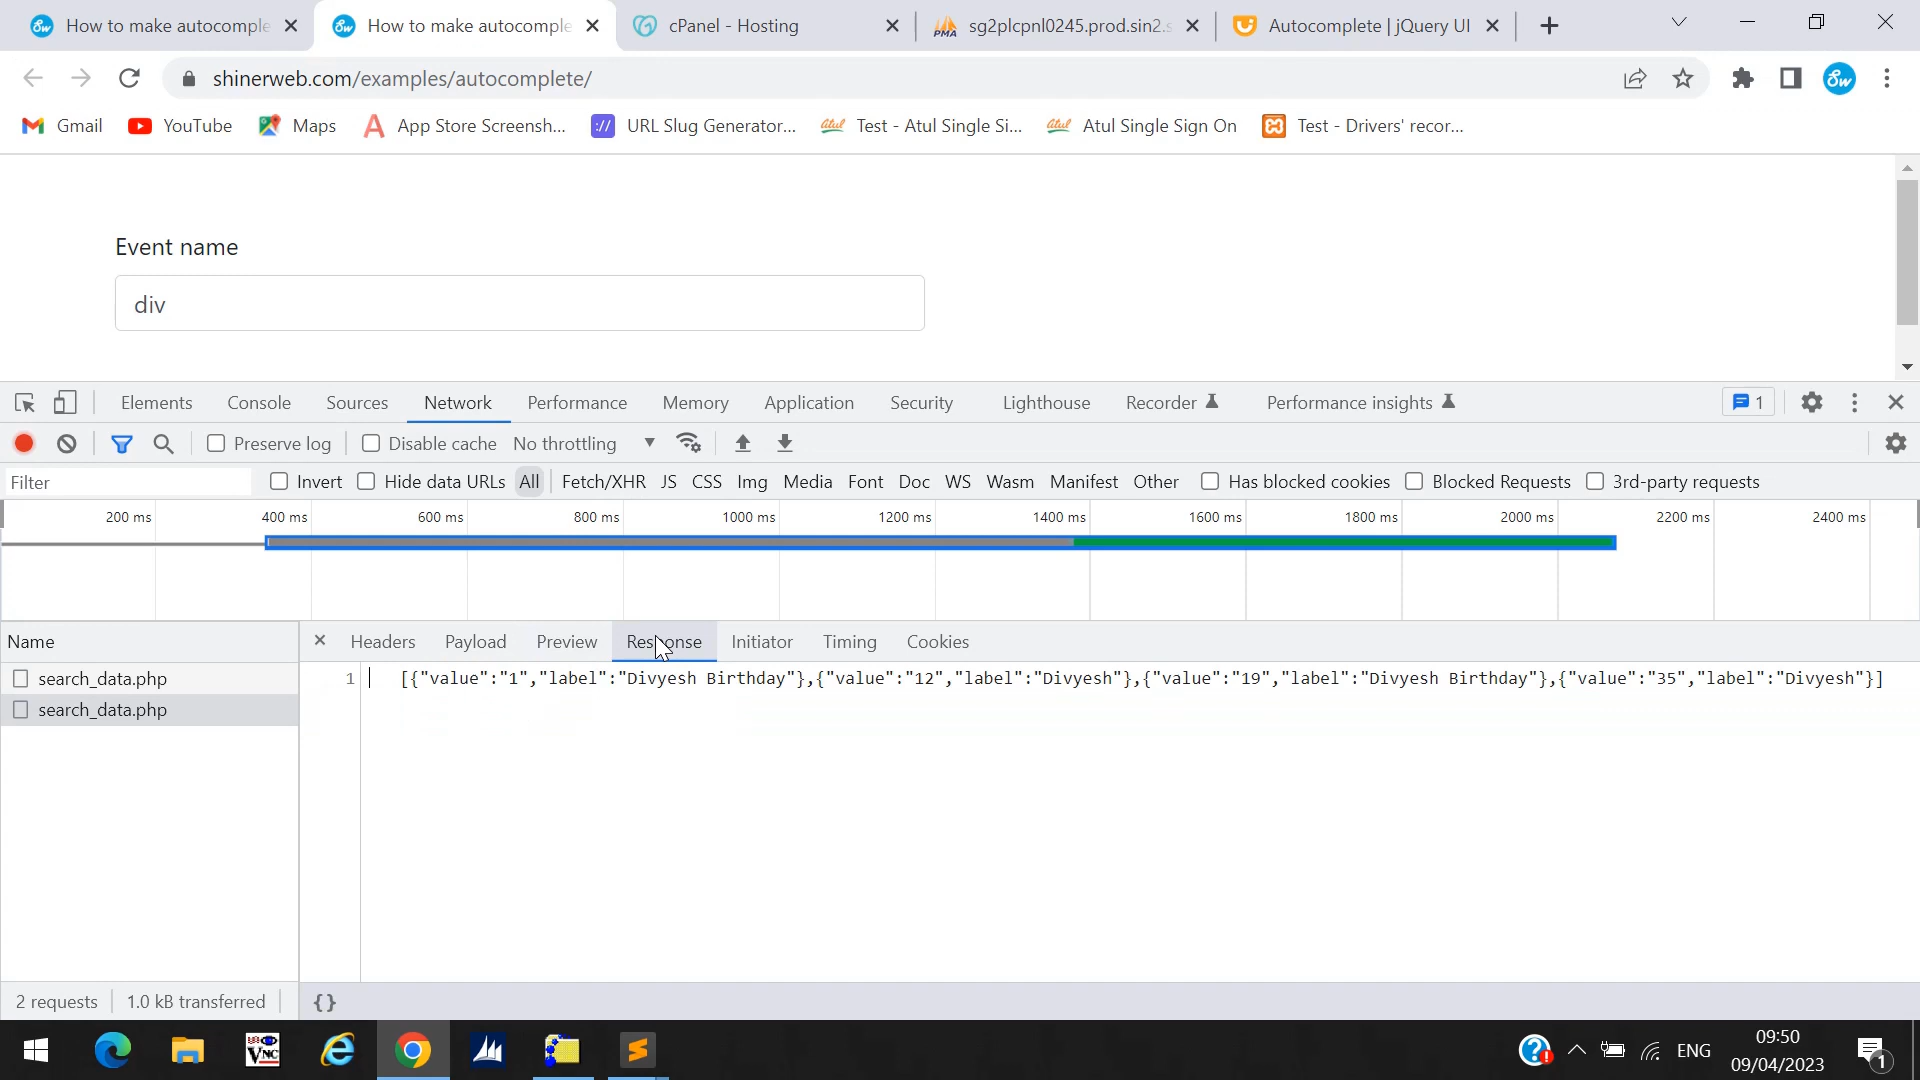 How to make autocomple
How to make autocomple
cPanel - Hosting
PMA
sg2plcpnl0245.prod.sin2.s
Autocomplete | jQuery UI
shinerweb.com/examples/autocomplete/
Sw
Gmail
YouTube
Maps
App Store Screensh...
URL Slug Generator...
Test - Atul Single Si...
Atul Single Sign On
Test - Drivers' recor...
Event name
div
Elements
Console
Sources
Network
Performance
Memory
Application
Security
Lighthouse
Recorder
Performance insights
1
Preserve log
Disable cache
No throttling
Filter
Invert
Hide data URLs
All
Fetch/XHR
JS
CSS
Img
Media
Font
Doc
WS
Wasm
Manifest
Other
Has blocked cookies
Blocked Requests
3rd-party requests
200 ms
400 ms
600 ms
800 ms
1000 ms
1200 ms
1400 ms
1600 ms
1800 ms
2000 ms
2200 ms
2400 ms
Name
Headers
Payload
Preview
Response
Initiator
Timing
Cookies
search_data.php
1
[{"value":"1","label":"Divyesh Birthday"},{"value":"12","label":"Divyesh"},{"value":"19","label":"Divyesh Birthday"},{"value":"35","label":"Divyesh"}]
search_data.php
2 requests
1.0 kB transferred
{}
ENG
09:50
09/04/2023
1